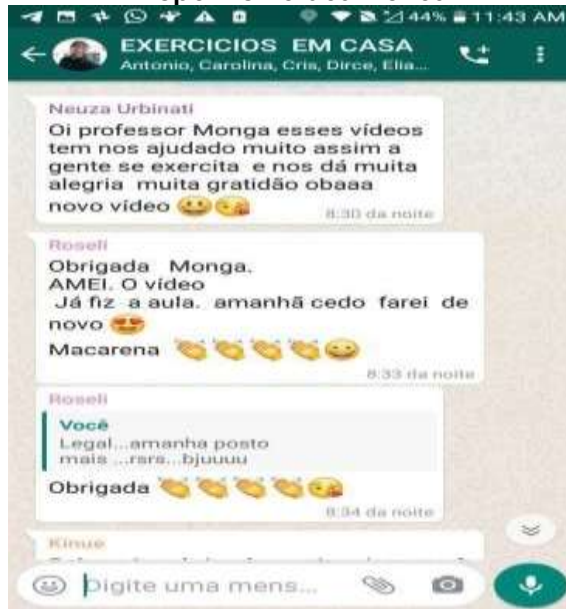 44% 11:43 AM
EXERCICIOS EM CASA
Antonio, Carolina, Cris, Dirce, Elia...
Neuza Urbinati
Oi professor Monga esses vídeos
tem nos ajudado muito assim a
gente se exercita e nos dá muita
alegria muita gratidão obaaa
novo vídeo 😀😘
8:30 da noite
Roseli
Obrigada Monga.
AMEI. O vídeo
Já fiz a aula. amanhã cedo farei de
novo 😍
Macarena 👏👏👏👏😀
8:33 da noite
Roseli
Você
Legal...amanha posto
mais ...rsrs...bjuuuu
Obrigada 👏👏👏👏😘
8:34 da noite
Kinue
Digite uma mens...